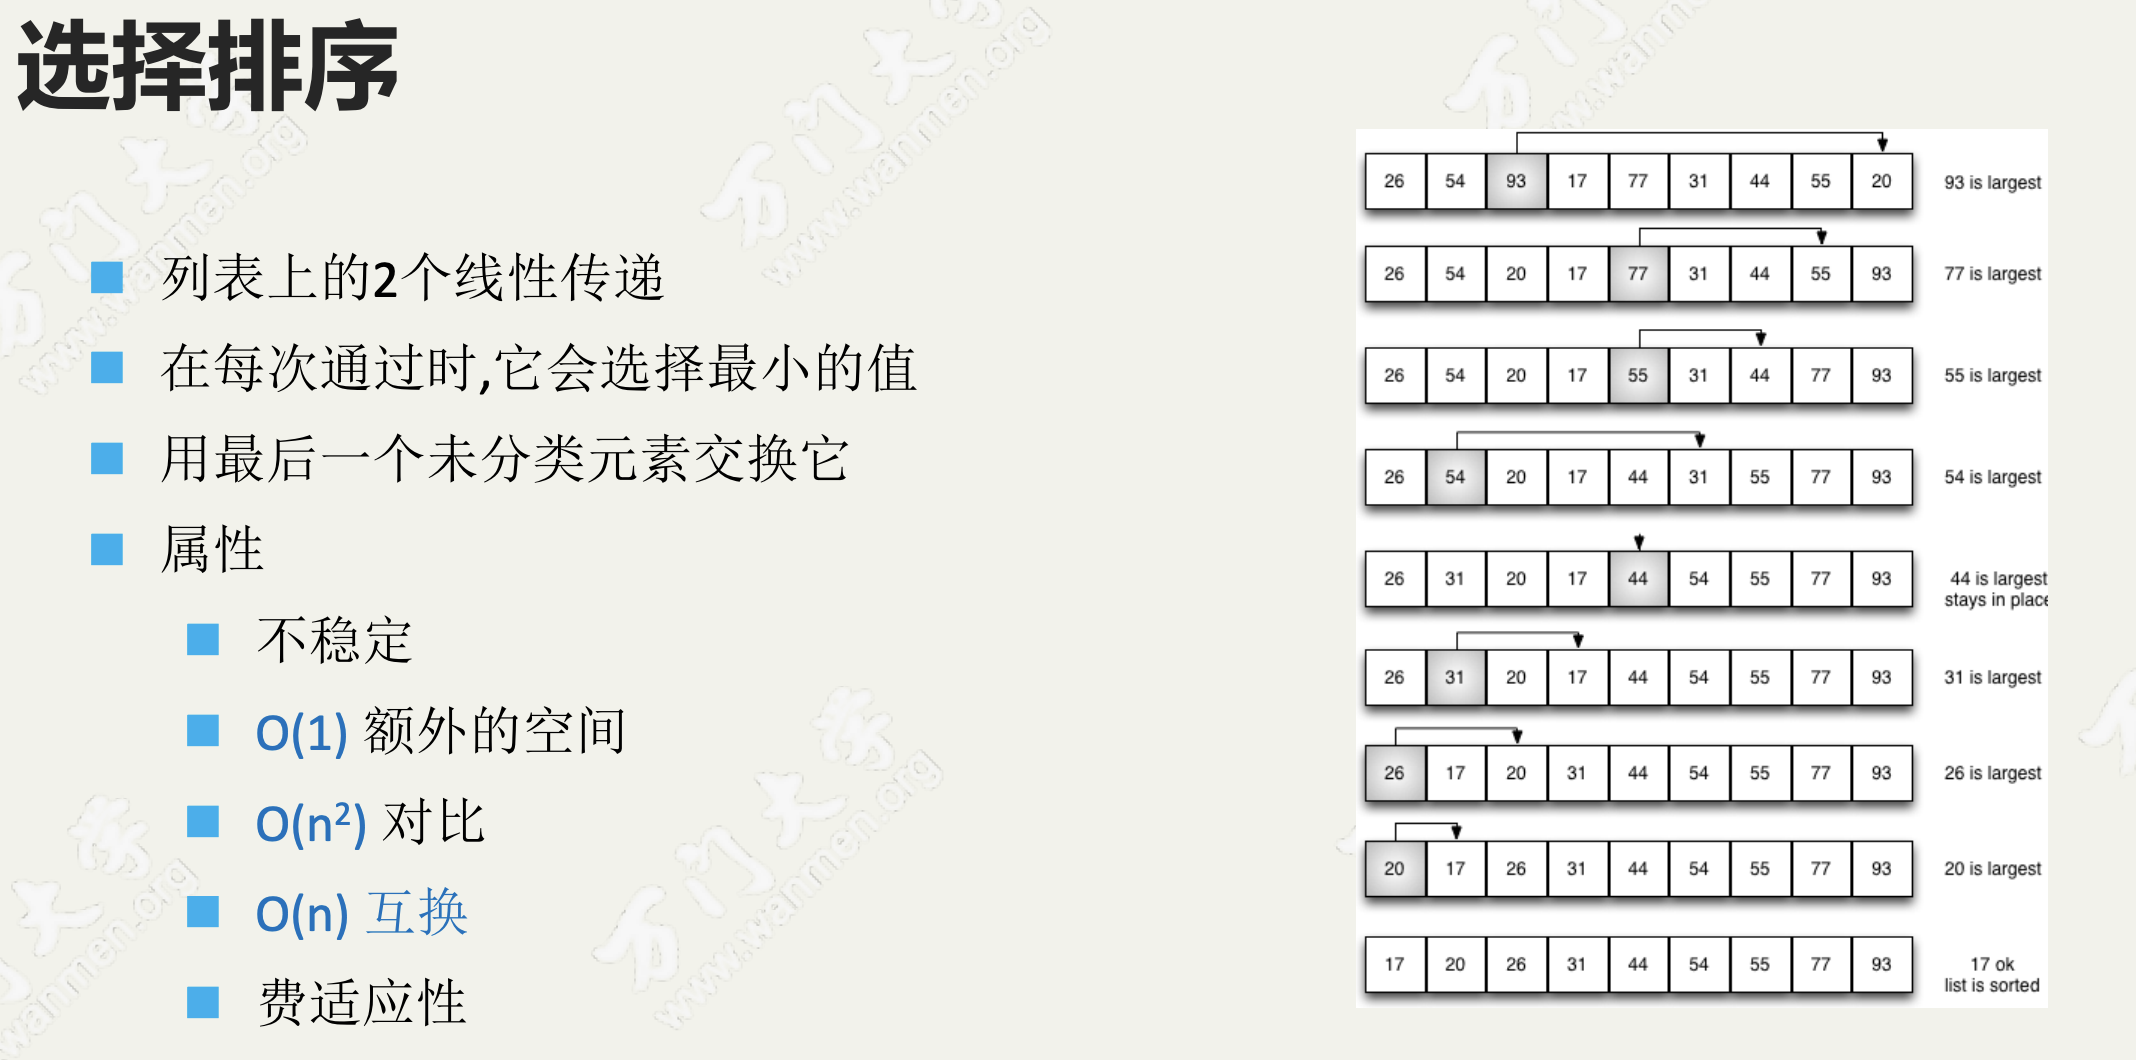 选择排序
列表上的2个线性传递
在每次通过时,它会选择最小的值
用最后一个未分类元素交换它
属性
不稳定
O(1) 额外的空间
O(n²) 对比
O(n) 互换
费适应性
26 54 93 17 77 31 44 55 20 93 is largest
26 54 20 17 77 31 44 55 93 77 is largest
26 54 20 17 55 31 44 77 93 55 is largest
26 54 20 17 44 31 55 77 93 54 is largest
26 31 20 17 44 54 55 77 93 44 is largest
stays in place
26 31 20 17 44 54 55 77 93 31 is largest
26 17 20 31 44 54 55 77 93 26 is largest
20 17 26 31 44 54 55 77 93 20 is largest
17 20 26 31 44 54 55 77 93 17 ok
list is sorted
万门大学
www.wanmen.org